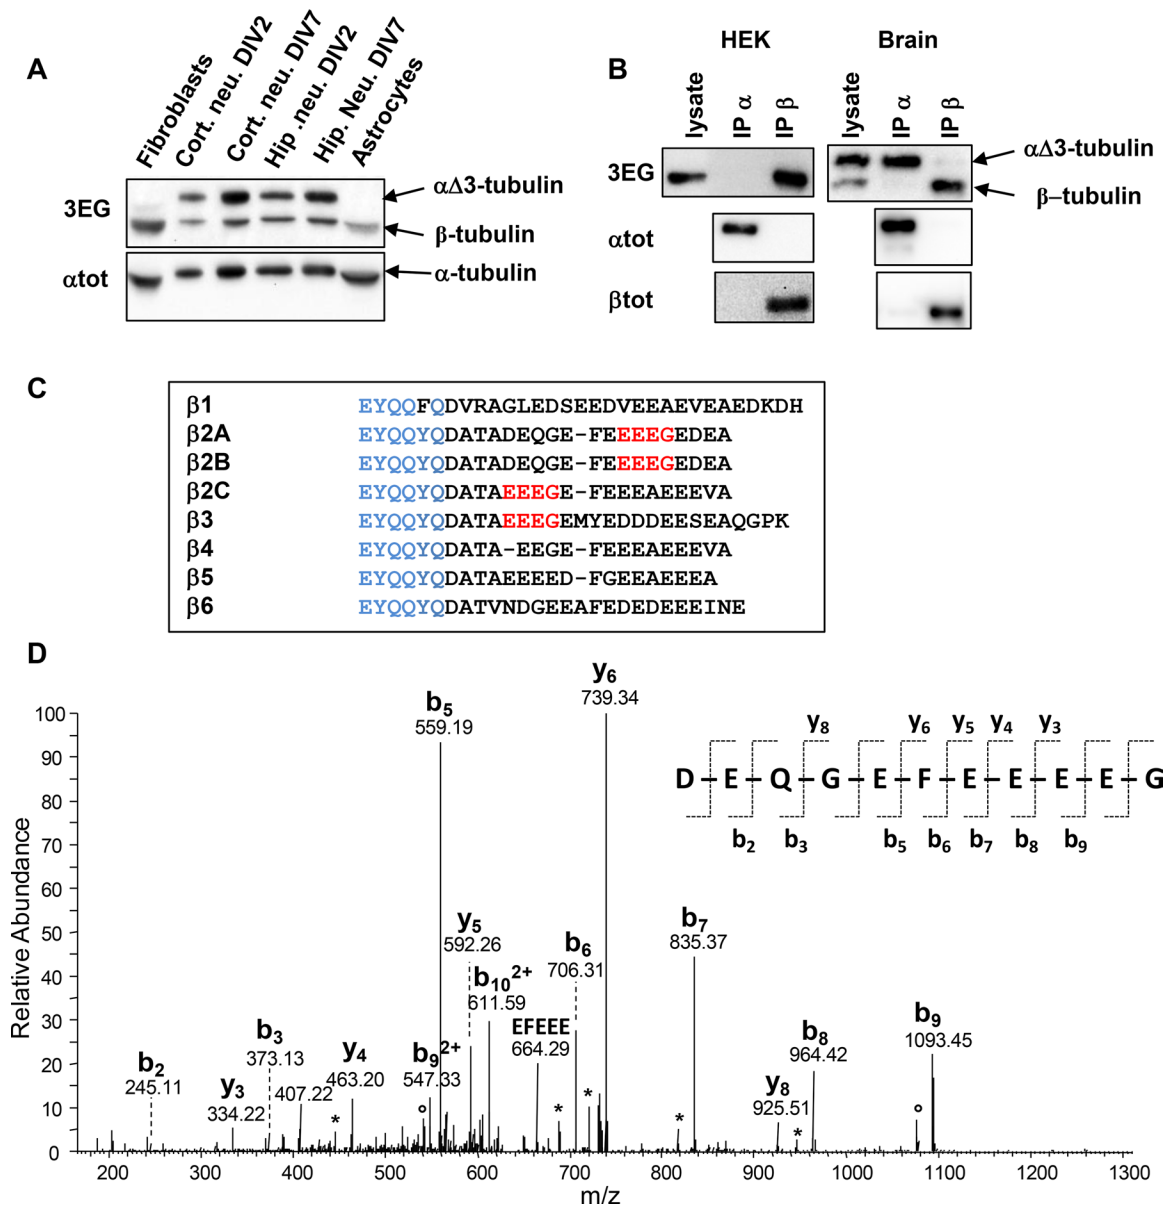 A
Fibroblasts
Cort. neu. DIV2
Cort. neu. DIV7
Hip .neu. DIV2
Hip. Neu. DIV7
Astrocytes
3EG
αΔ3-tubulin
β-tubulin
αtot
α-tubulin
B
HEK
Brain
lysate
IP α
IP β
lysate
IP α
IP β
3EG
αΔ3-tubulin
β–tubulin
αtot
βtot
C
β1 EYQQFQDVRAGLEDSEEDVEEAEVEAEDKDH
β2A EYQQYQDATADEQGE-FEEEEGEDEA
β2B EYQQYQDATADEQGE-FEEEEGEDEA
β2C EYQQYQDATAEEEGE-FEEEAEEEVA
β3 EYQQYQDATAEEEGEMYEDDDEESEAQGPK
β4 EYQQYQDATA-EEGE-FEEEAEEEVA
β5 EYQQYQDATAEEEED-FGEEAEEEA
β6 EYQQYQDATVNDGEEAFEDEDEEEINE
D
Relative Abundance
100
90
80
70
60
50
40
30
20
10
0
b2
245.11
y3
334.22
b3
373.13
407.22
*
y4
463.20
b9 2+
547.33
°
b5
559.19
y5
592.26
b10 2+
611.59
EFEEE
664.29
*
b6
706.31
*
y6
739.34
*
b7
835.37
y8
925.51
*
b8
964.42
°
b9
1093.45
y8 y6 y5 y4 y3
D-E-Q-G-E-F-E-E-E-E-G
b2 b3 b5 b6 b7 b8 b9
200 300 400 500 600 700 800 900 1000 1100 1200 1300
m/z